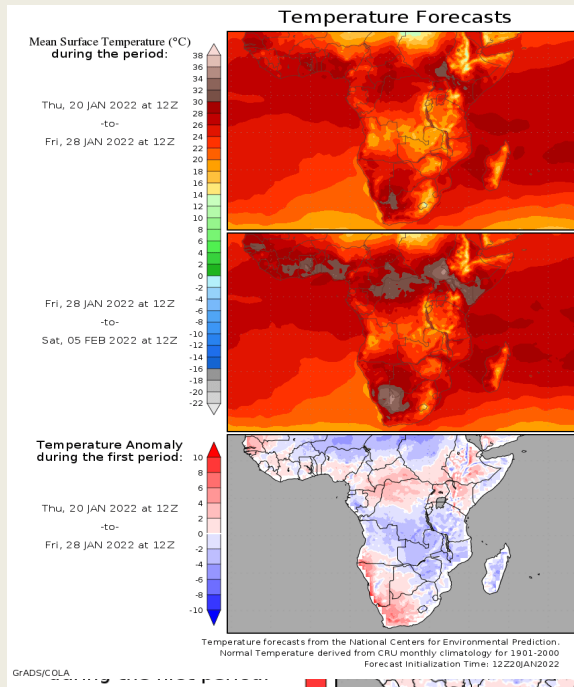 Temperature Forecasts
Mean Surface Temperature (°C)
during the period:
Thu, 20 JAN 2022 at 12Z
-to-
Fri, 28 JAN 2022 at 12Z
38
36
34
32
30
28
26
24
22
20
18
16
14
12
10
8
6
4
2
0
-2
-4
-6
-8
-10
-12
-14
-16
-18
-20
-22
Fri, 28 JAN 2022 at 12Z
-to-
Sat, 05 FEB 2022 at 12Z
Temperature Anomaly
during the first period:
Thu, 20 JAN 2022 at 12Z
-to-
Fri, 28 JAN 2022 at 12Z
10
8
6
4
2
0
-2
-4
-6
-8
-10
Temperature forecasts from the National Centers for Environmental Prediction.
Normal Temperature derived from CRU monthly climatology for 1901-2000
Forecast Initialization Time: 12Z20JAN2022
GrADS/COLA
during the first period: